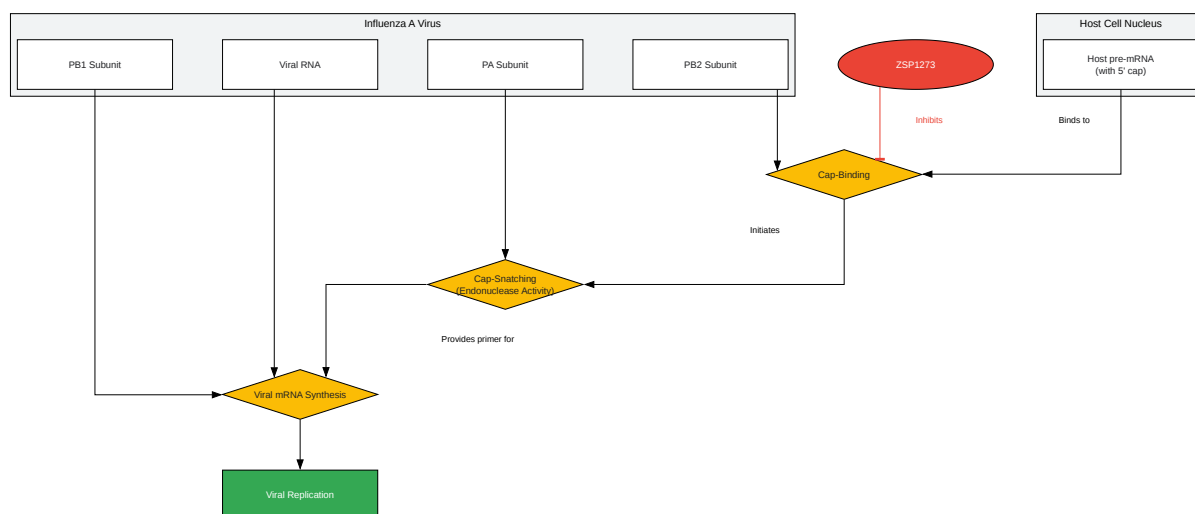 Influenza A Virus
Host Cell Nucleus
PB1 Subunit
Viral RNA
PA Subunit
PB2 Subunit
ZSP1273
Host pre-mRNA
(with 5' cap)
Inhibits
Binds to
Cap-Binding
Initiates
Cap-Snatching
(Endonuclease Activity)
Provides primer for
Viral mRNA Synthesis
Viral Replication